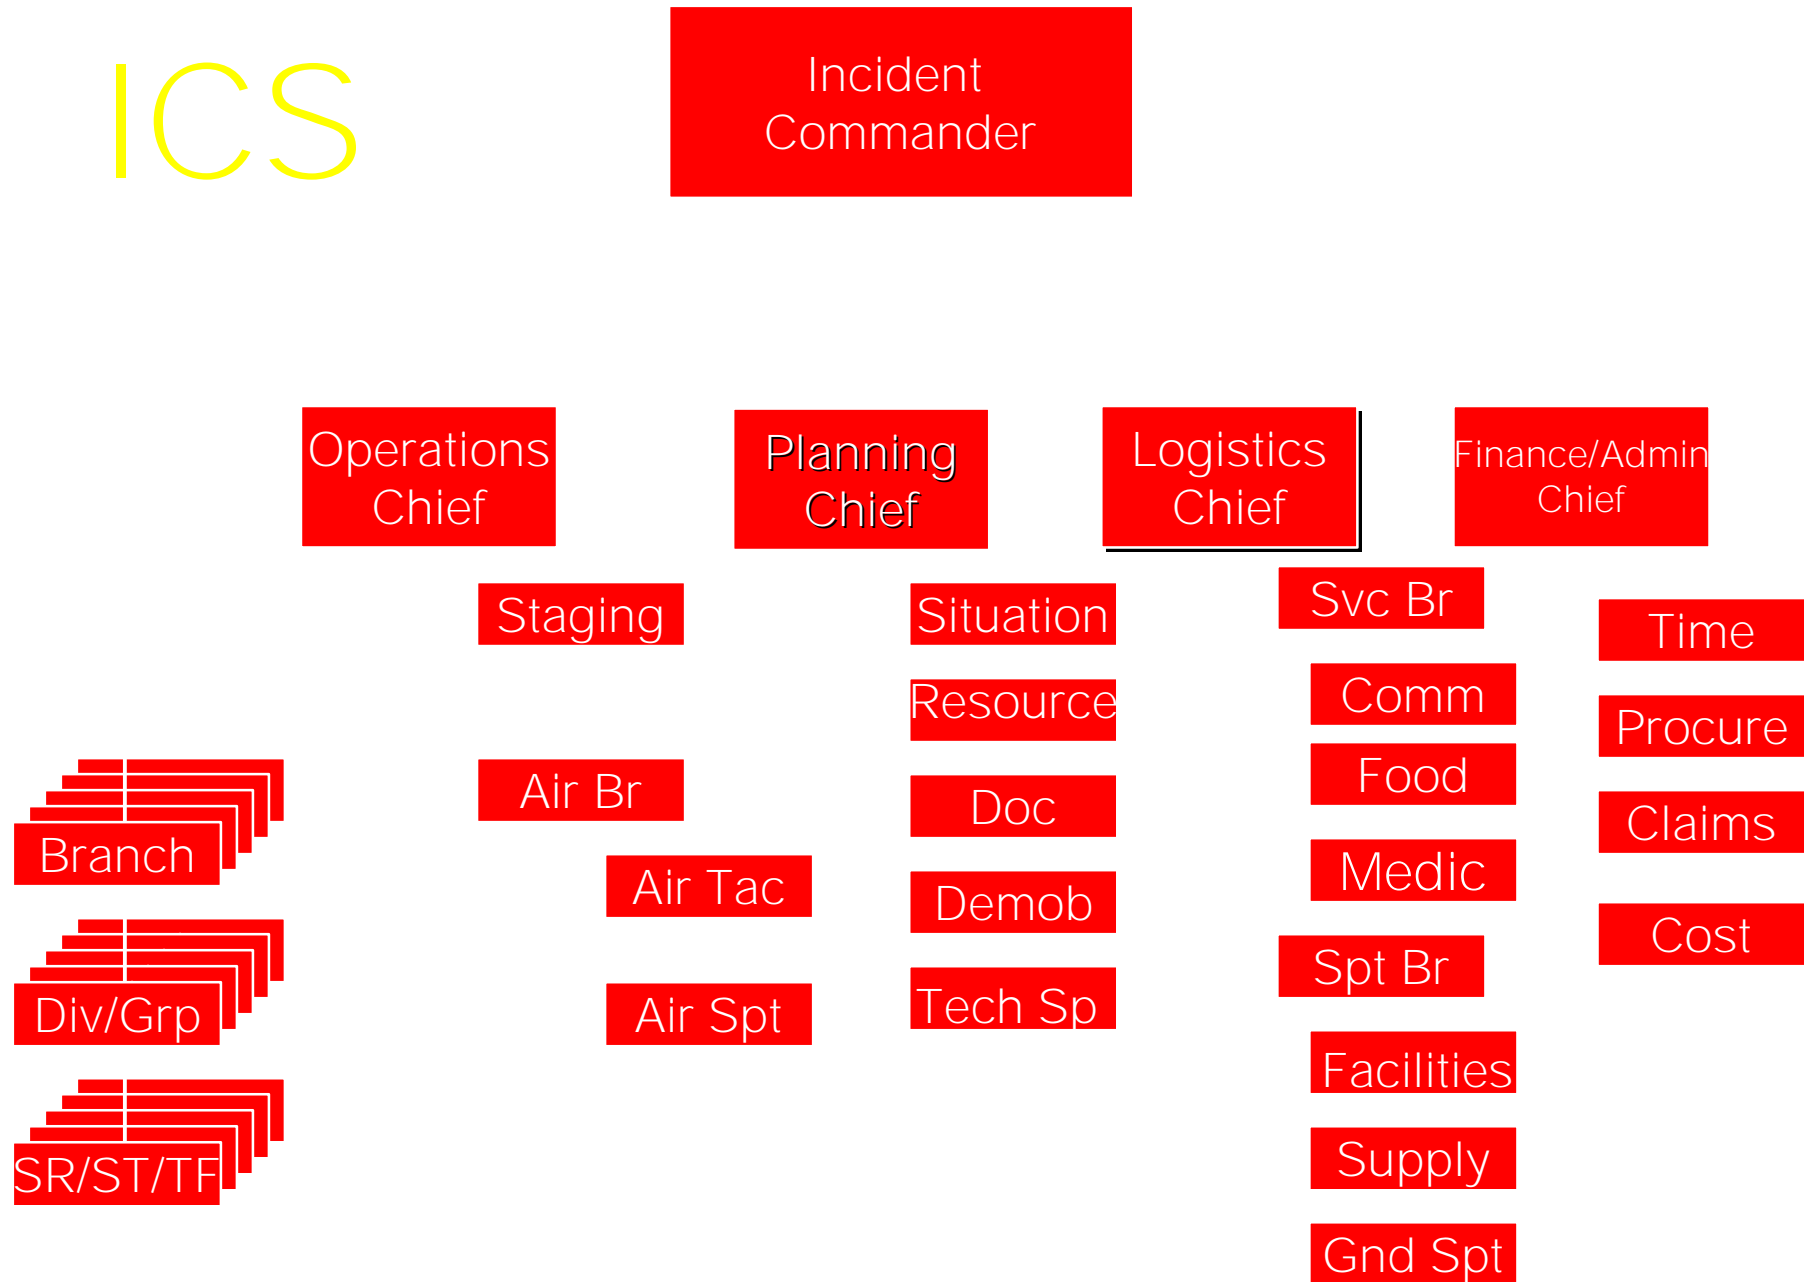 ICS
Incident
Commander
Operations
Chief
Planning
Chief
Logistics
Chief
Finance/Admin
Chief
Staging
Air Br
Air Tac
Air Spt
Branch
Div/Grp
SR/ST/TF
Situation
Resource
Doc
Demob
Tech Sp
Svc Br
Comm
Food
Medic
Spt Br
Facilities
Supply
Gnd Spt
Time
Procure
Claims
Cost